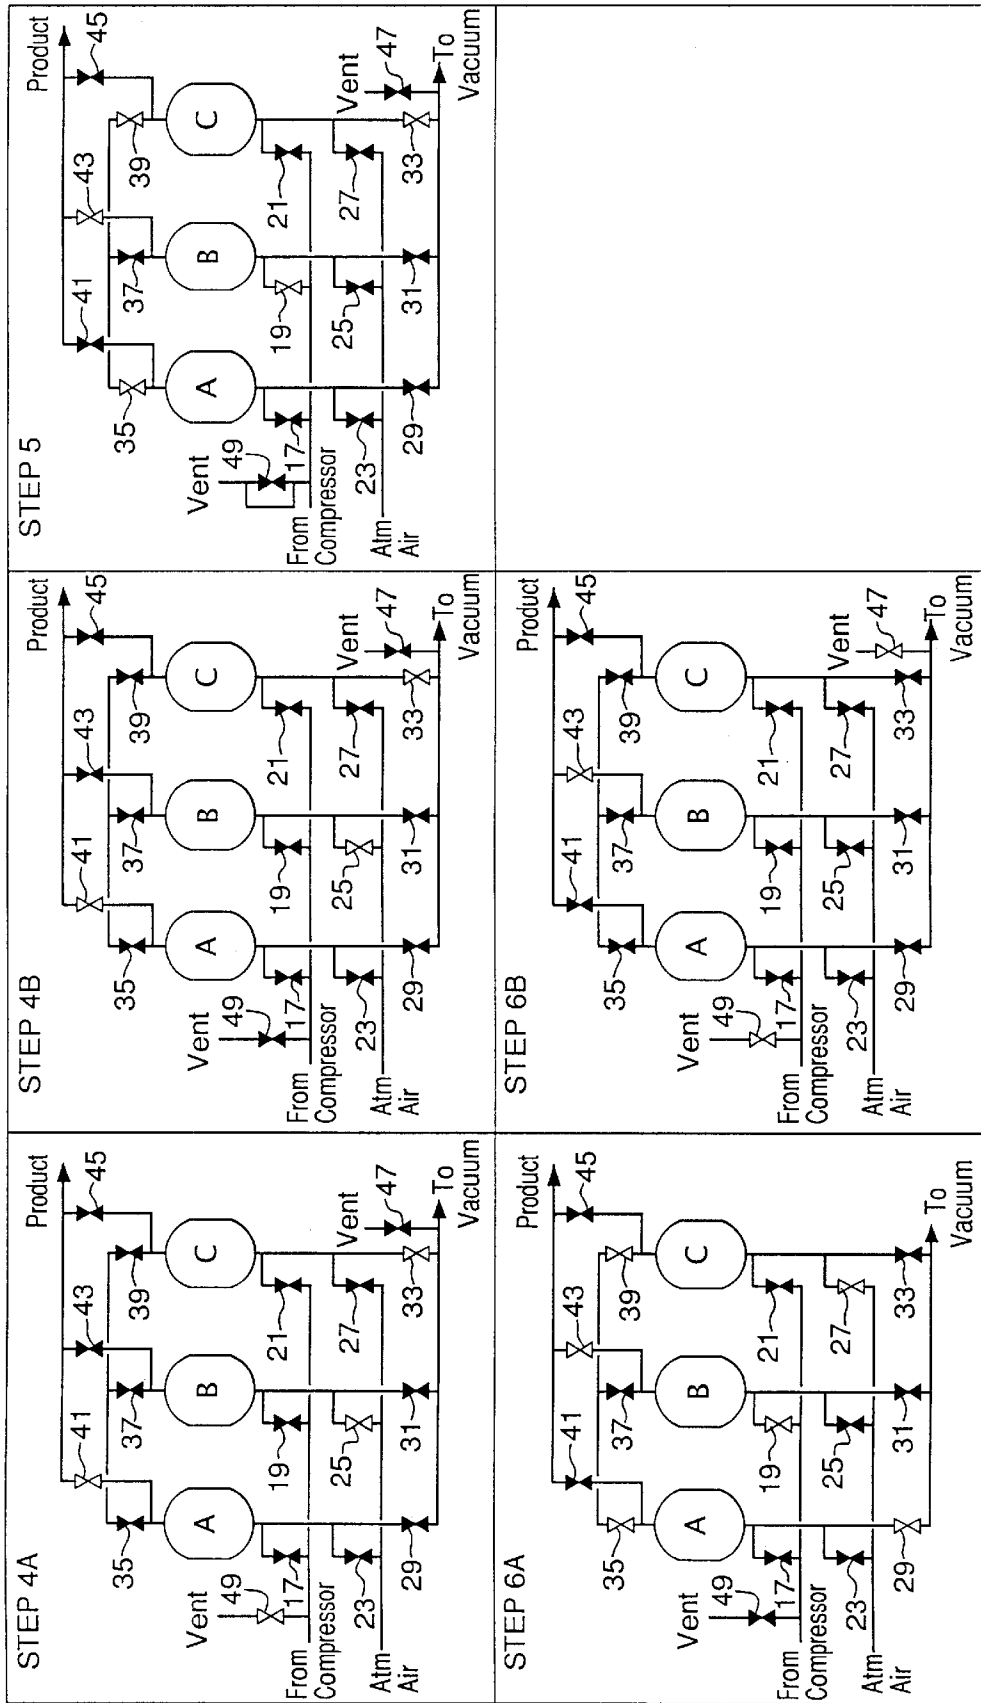 STEP 4A
Product
45
41
43
35
37
39
A
B
C
Vent
49
17
19
21
From
Compressor
Vent
47
23
25
27
Atm
Air
29
31
33
To
Vacuum
STEP 4B
Product
45
41
43
35
37
39
A
B
C
Vent
49
17
19
21
From
Compressor
Vent
47
23
25
27
Atm
Air
29
31
33
To
Vacuum
STEP 5
Product
45
41
43
35
37
39
A
B
C
Vent
49
17
19
21
From
Compressor
Vent
47
23
25
27
Atm
Air
29
31
33
To
Vacuum
STEP 6A
Product
45
41
43
35
37
39
A
B
C
Vent
49
17
19
21
From
Compressor
23
25
27
Atm
Air
29
31
33
To
Vacuum
STEP 6B
Product
45
41
43
35
37
39
A
B
C
Vent
49
17
19
21
From
Compressor
Vent
47
23
25
27
Atm
Air
29
31
33
To
Vacuum